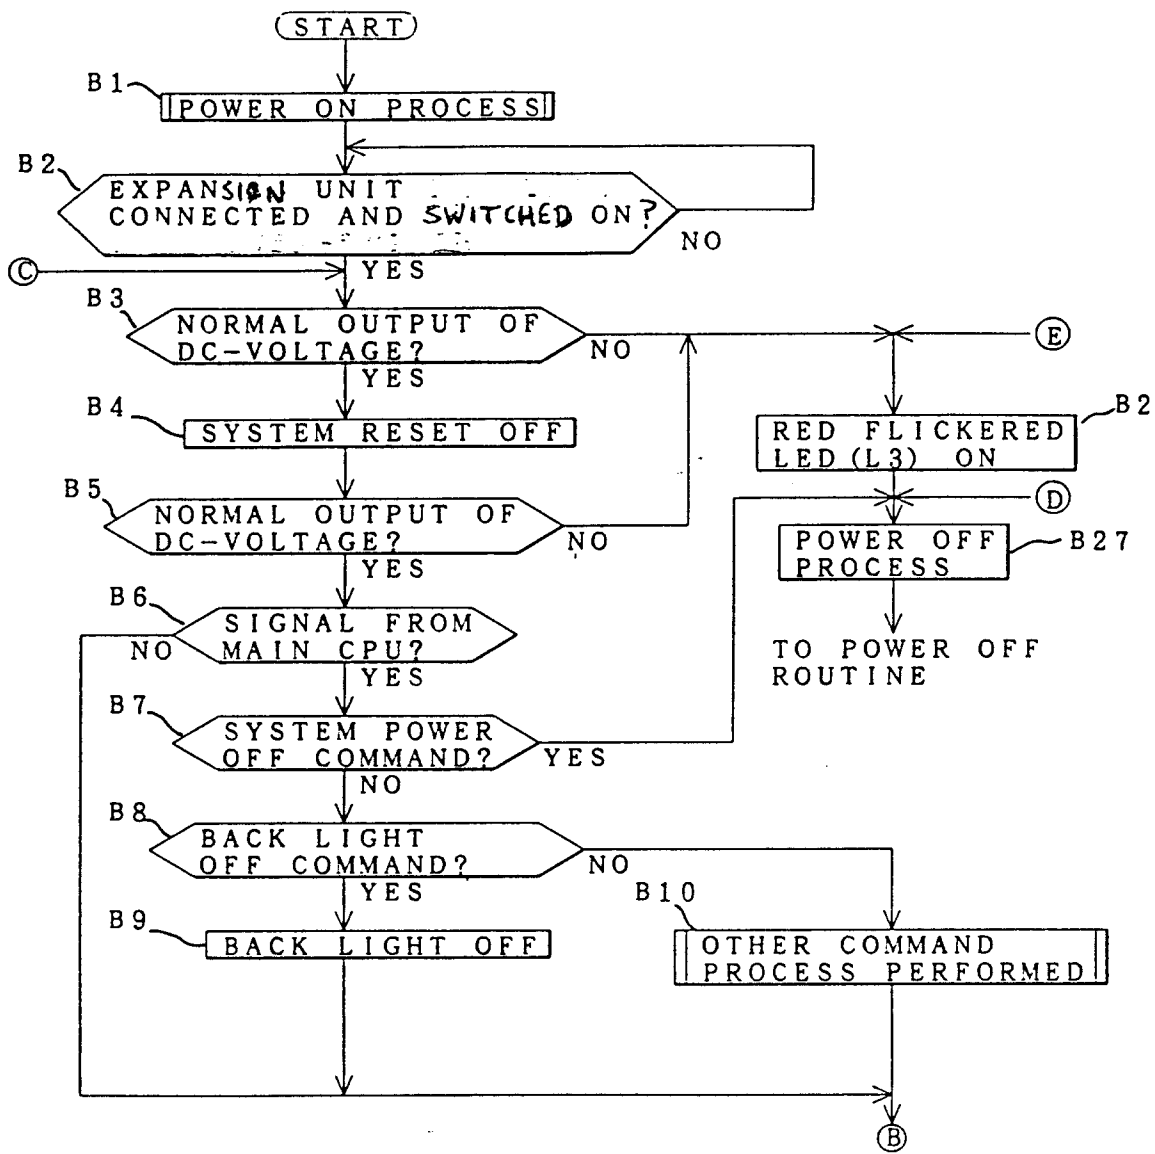 START
B1
POWER ON PROCESS
B2
EXPANSION UNIT
CONNECTED AND SWITCHED ON?
NO
C
YES
B3
NORMAL OUTPUT OF
DC-VOLTAGE?
NO
E
YES
B4
SYSTEM RESET OFF
B2
RED FLICKERED
LED (L3) ON
B5
NORMAL OUTPUT OF
DC-VOLTAGE?
NO
D
YES
POWER OFF
PROCESS
B27
B6
SIGNAL FROM
MAIN CPU?
NO
YES
TO POWER OFF
ROUTINE
B7
SYSTEM POWER
OFF COMMAND?
YES
NO
B8
BACK LIGHT
OFF COMMAND?
NO
YES
B9
BACK LIGHT OFF
B10
OTHER COMMAND
PROCESS PERFORMED
B